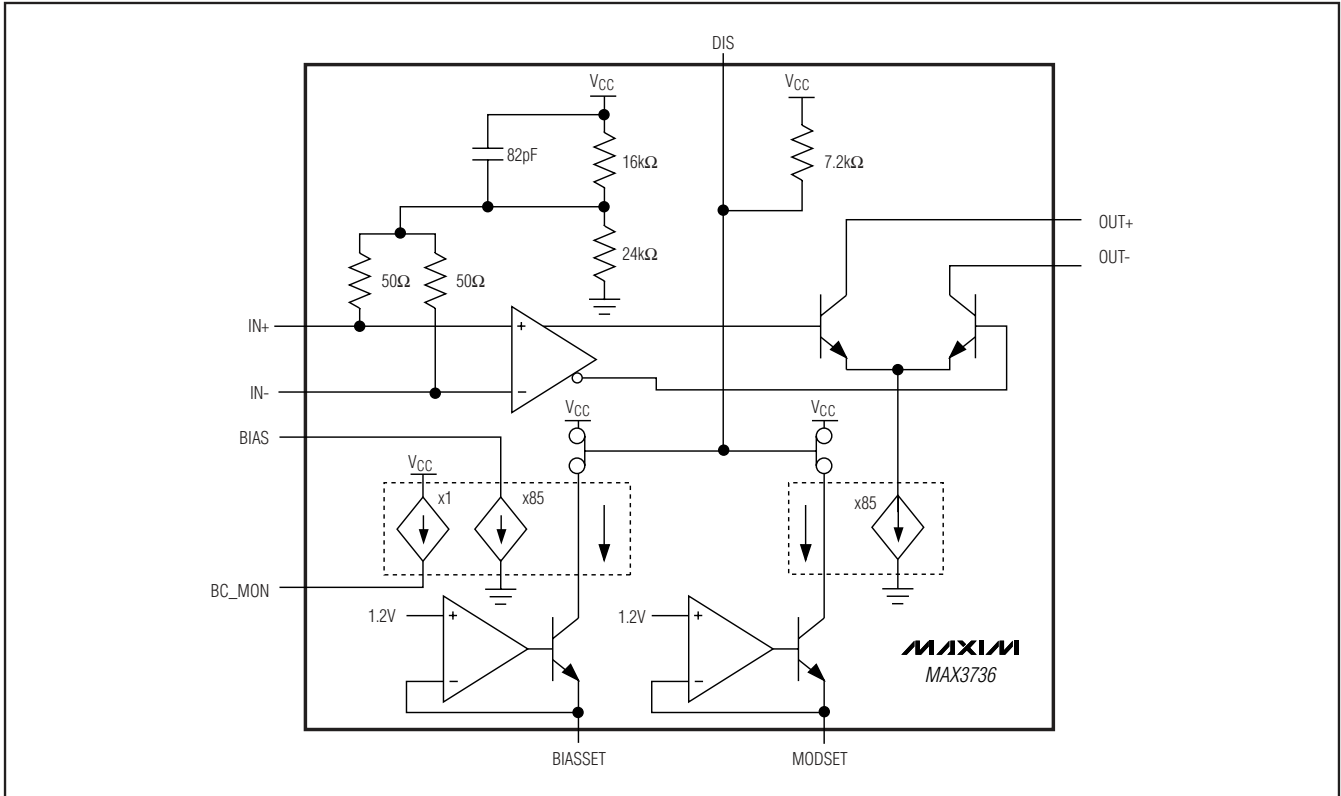 DIS
VCC
VCC
82pF
16kΩ
7.2kΩ
24kΩ
50Ω
50Ω
OUT+
OUT-
IN+
+
IN-
−
VCC
VCC
BIAS
VCC
x1
x85
x85
BC_MON
1.2V
+
1.2V
+
−
−
MAXIM
MAX3736
BIASSET
MODSET